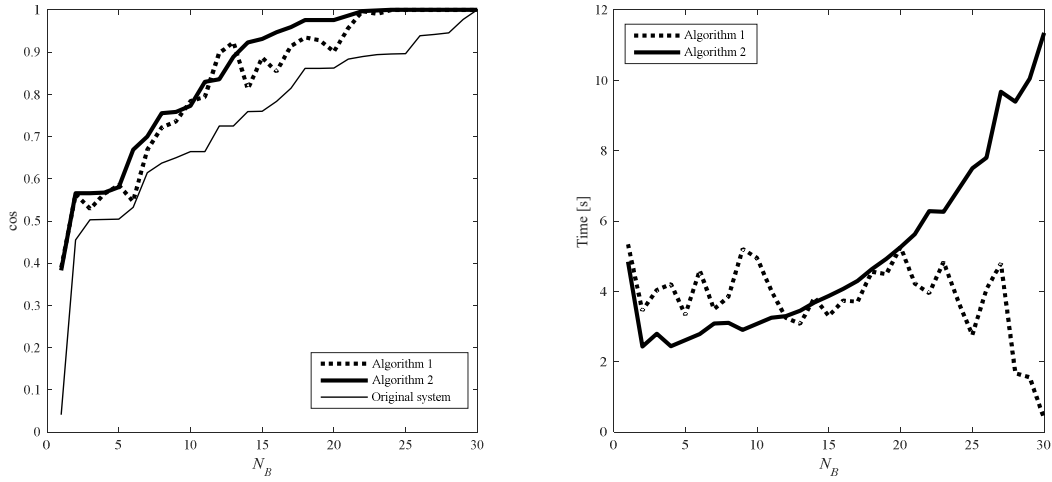 1
0.9
0.8
0.7
0.6
0.5
0.4
0.3
0.2
0.1
0
cos
0 5 10 15 20 25 30
N_B
Algorithm 1
Algorithm 2
Original system
12
10
8
6
4
2
0
Time [s]
0 5 10 15 20 25 30
N_B
Algorithm 1
Algorithm 2